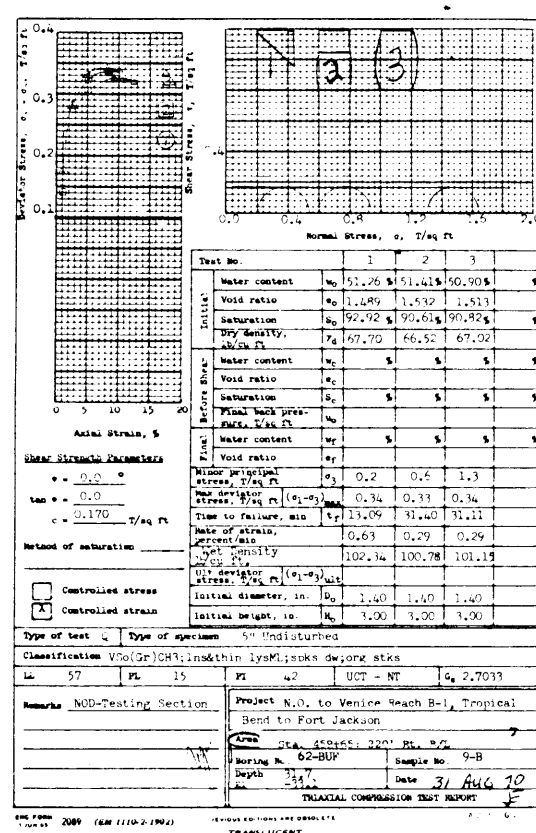 0.4
0.3
0.2
0.1
Deviator Stress, σ₁ - σ₃, T/sq ft
Shear Stress, τ, T/sq ft
1 2 3
.4
0.0 0.4 0.8 1.2 1.6 2.0
Normal Stress, σ, T/sq ft
0 5 10 15 20
Axial Strain, %
Shear Strength Parameters
φ = 0.0 °
tan φ = 0.0
c = 0.170 T/sq ft
Method of saturation
Controlled stress
X Controlled strain
Test No. 1 2 3
Initial
Water content w₀ 51.26 % 51.41 % 50.90 % %
Void ratio e₀ 1.489 1.532 1.513
Saturation S₀ 92.92 % 90.61 % 90.82 % %
Dry density, lb/cu ft γd 67.70 66.52 67.02
Before Shear
Water content wc % % % %
Void ratio ec
Saturation Sc % % % %
Final back pressure, T/sq ft u₀
Final
Water content wf % % % %
Void ratio ef
Minor principal stress, T/sq ft σ₃ 0.2 0.6 1.3
Max deviator stress, T/sq ft (σ₁-σ₃)max 0.34 0.33 0.34
Time to failure, min tf 13.09 31.40 31.11
Rate of strain, percent/min 0.63 0.29 0.29
Wet Density lb/cu ft. 102.34 100.78 101.15
Ult deviator stress, T/sq ft (σ₁-σ₃)ult
Initial diameter, in. D₀ 1.40 1.40 1.40
Initial height, in. H₀ 3.00 3.00 3.00
Type of test Q Type of specimen 5" Undisturbed
Classification VSo(Gr)CH3;lns&thin lysML;spks dw;org stks
LL 57 PL 15 PI 42 UCT - NT Gs 2.7033
Remarks NOD-Testing Section
Project N.O. to Venice Reach B-1, Tropical
Bend to Fort Jackson
Area Sta. 459+65; 220' Rt. B/L
Boring No. 62-BUF Sample No. 9-B
Depth El Date 31 AUG 70
TRIAXIAL COMPRESSION TEST REPORT
ENG FORM 2089 (EM 1110-2-1902) PREVIOUS EDITIONS ARE OBSOLETE
1 JUN 65
TRANSLUCENT